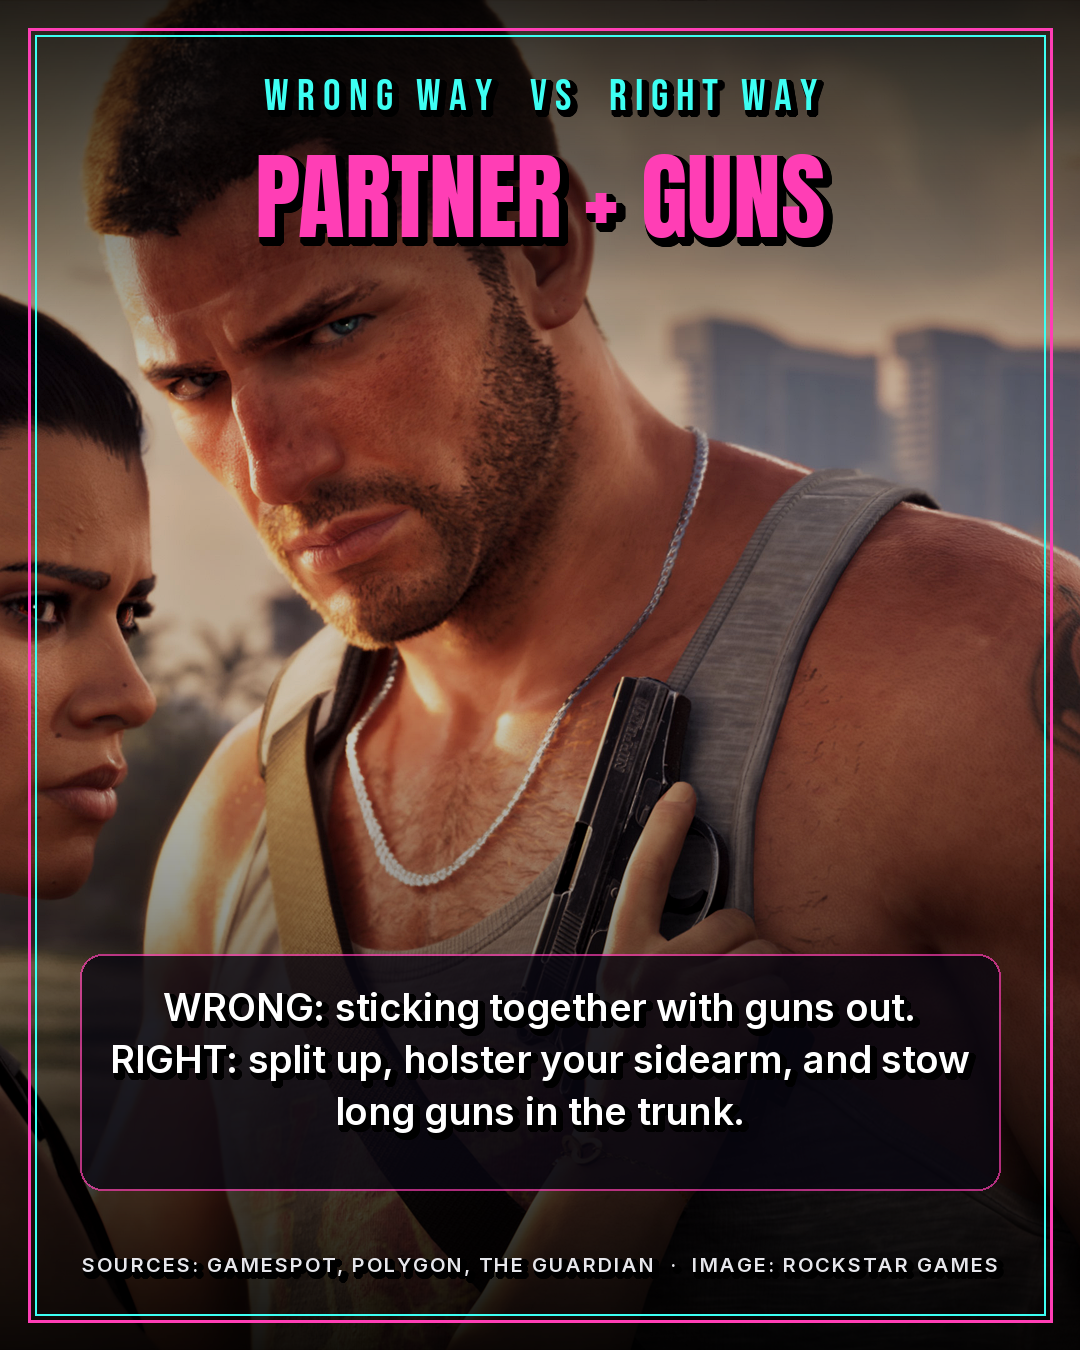 WRONG WAY VS RIGHT WAY
PARTNER + GUNS
WRONG: sticking together with guns out.
RIGHT: split up, holster your sidearm, and stow
long guns in the trunk.
SOURCES: GAMESPOT, POLYGON, THE GUARDIAN · IMAGE: ROCKSTAR GAMES